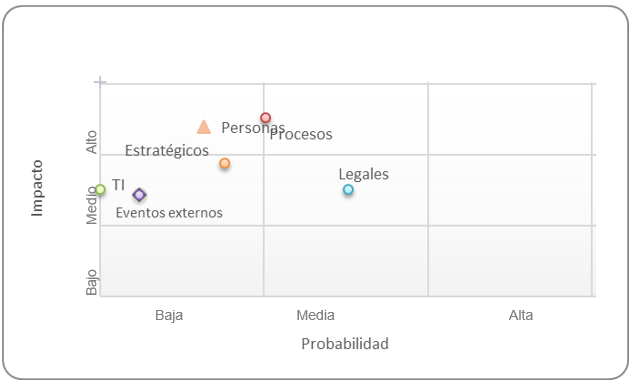 Impacto
Alto
Medio
Bajo
Personas
Procesos
Estratégicos
Legales
TI
Eventos externos
Baja
Media
Alta
Probabilidad